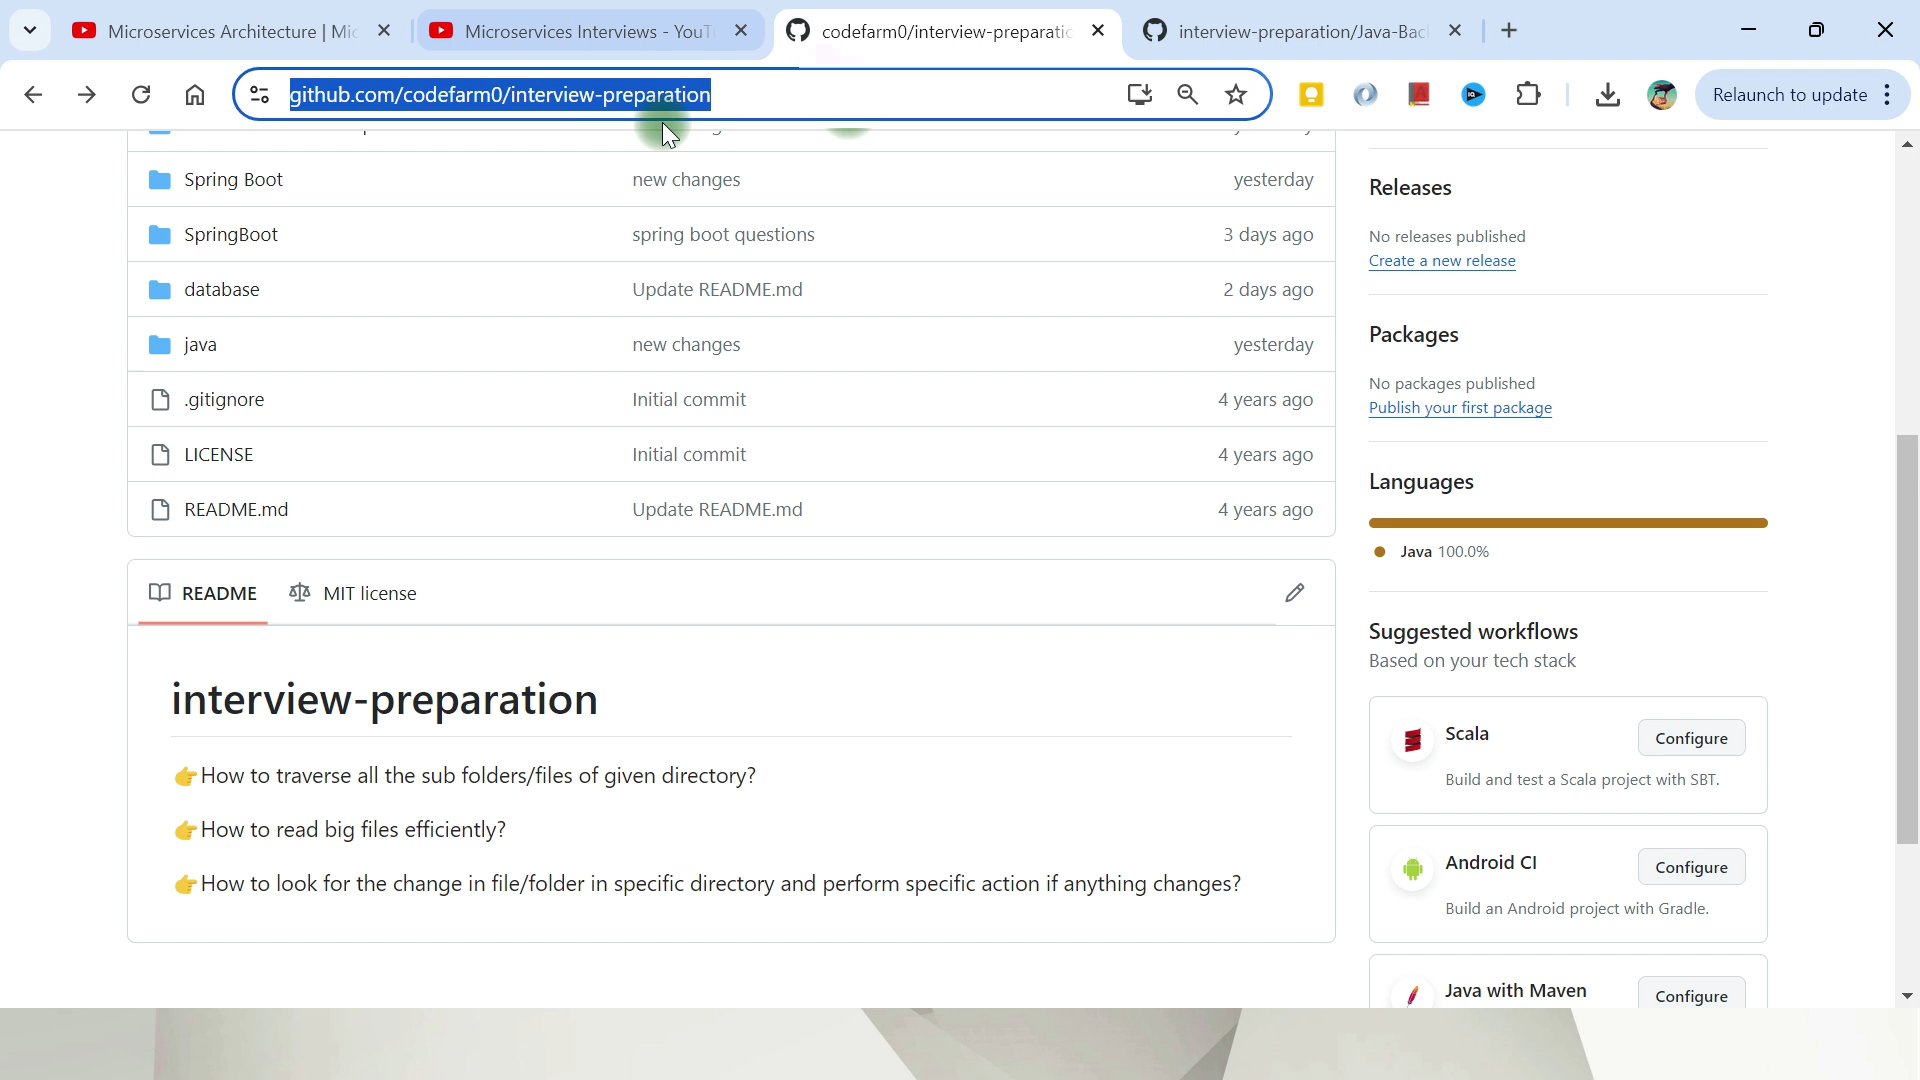 Microservices Architecture | Mic
Microservices Interviews - YouT
codefarm0/interview-preparatio
interview-preparation/Java-Back
github.com/codefarm0/interview-preparation
Relaunch to update
Spring Boot new changes yesterday
SpringBoot spring boot questions 3 days ago
database Update README.md 2 days ago
java new changes yesterday
.gitignore Initial commit 4 years ago
LICENSE Initial commit 4 years ago
README.md Update README.md 4 years ago
README MIT license
interview-preparation
👉How to traverse all the sub folders/files of given directory?
👉How to read big files efficiently?
👉How to look for the change in file/folder in specific directory and perform specific action if anything changes?
Releases
No releases published
Create a new release
Packages
No packages published
Publish your first package
Languages
Java 100.0%
Suggested workflows
Based on your tech stack
Scala
Configure
Build and test a Scala project with SBT.
Android CI
Configure
Build an Android project with Gradle.
Java with Maven
Configure